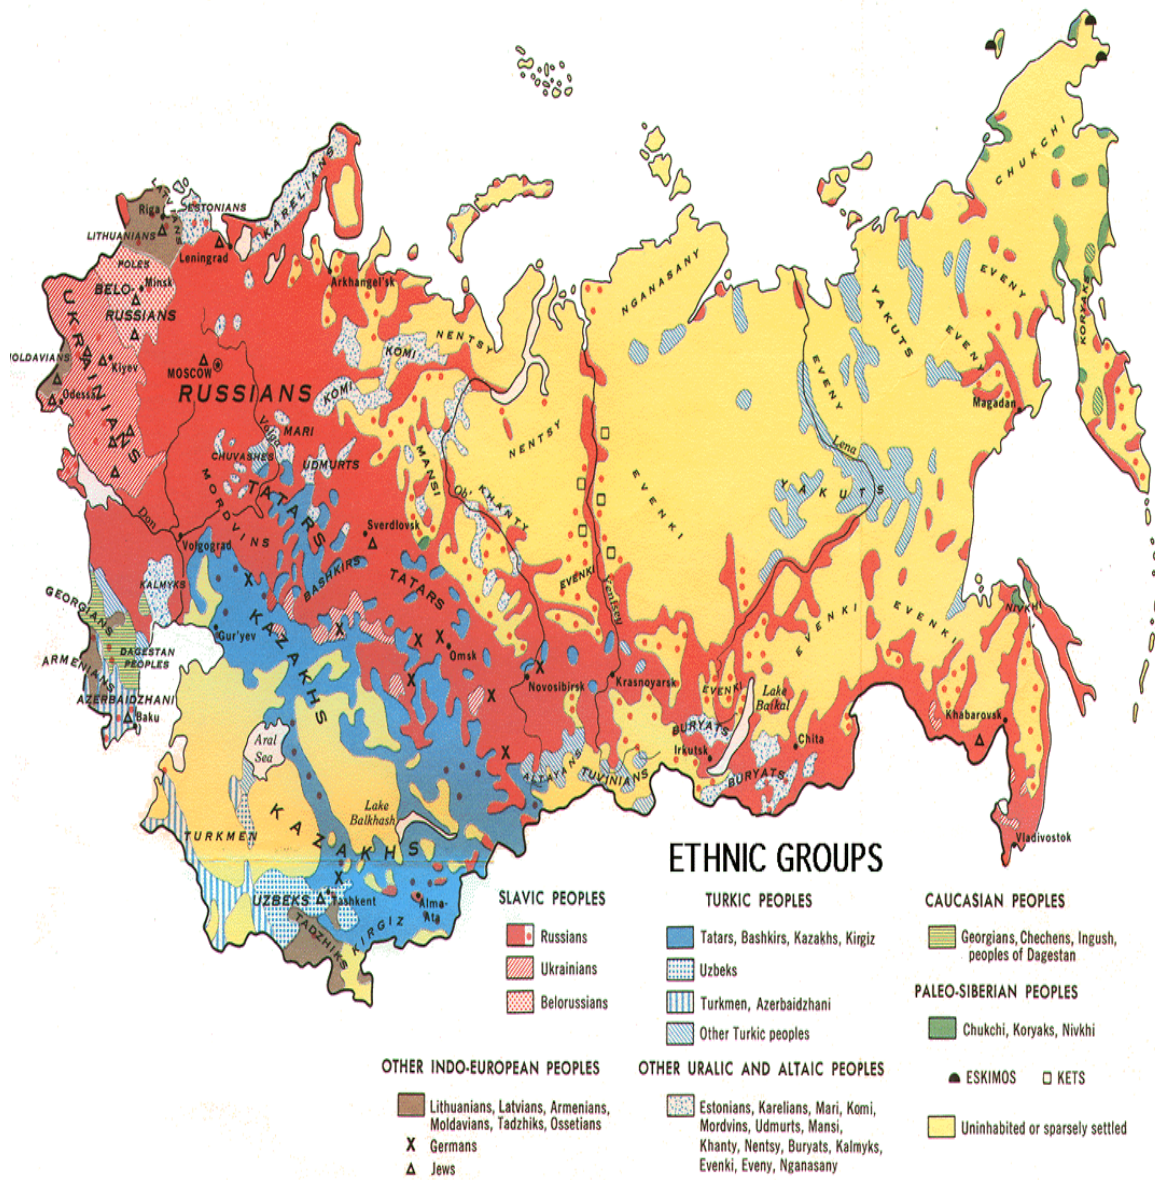 CHUKCHI
LATVIANS
ESTONIANS
Riga
LITHUANIANS
KARELIANS
Leningrad
POLES
Minsk
BELO-
RUSSIANS
UKRAINIANS
Arkhangel'sk
NGANASANY
EVENY
YAKUTS
KORYAKS
OLDAVIANS
Kiyev
Odessa
MOSCOW
RUSSIANS
NENTSY
KOMI
KOMI
EVENY
EVENY
Magadan
Volga
MARI
CHUVASHES
UDMURTS
MORDVINS
TATARS
MANSI
NENTSY
Ob'
KHANTY
EVENKI
Lena
YAKUTS
Don
Volgograd
Sverdlovsk
BASHKIRS
TATARS
KALMYKS
GEORGIANS
KAZAKHS
EVENKI
Yenisey
EVENKI
EVENKI
NIVKHI
Gur'yev
Omsk
DAGESTAN
PEOPLES
ARMENIANS
AZERBAIDZHANI
Baku
Novosibirsk
Krasnoyarsk
EVENKI
Lake
Baikal
BURYATS
Irkutsk
Chita
Khabarovsk
Aral
Sea
ALTAYANS
TUVINIANS
BURYATS
Lake
Balkhash
TURKMEN
KAZAKHS
Vladivostok
UZBEKS
Tashkent
Alma-
Ata
TADZHIKS
KIRGIZ
ETHNIC GROUPS
SLAVIC PEOPLES
Russians
Ukrainians
Belorussians
TURKIC PEOPLES
Tatars, Bashkirs, Kazakhs, Kirgiz
Uzbeks
Turkmen, Azerbaidzhani
Other Turkic peoples
CAUCASIAN PEOPLES
Georgians, Chechens, Ingush,
peoples of Dagestan
PALEO-SIBERIAN PEOPLES
Chukchi, Koryaks, Nivkhi
ESKIMOS
KETS
Uninhabited or sparsely settled
OTHER INDO-EUROPEAN PEOPLES
Lithuanians, Latvians, Armenians,
Moldavians, Tadzhiks, Ossetians
X Germans
Jews
OTHER URALIC AND ALTAIC PEOPLES
Estonians, Karelians, Mari, Komi,
Mordvins, Udmurts, Mansi,
Khanty, Nentsy, Buryats, Kalmyks,
Evenki, Eveny, Nganasany